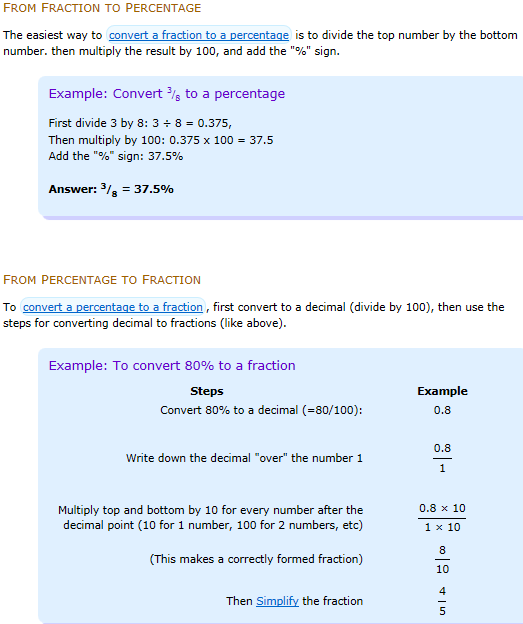 FROM FRACTION TO PERCENTAGE
The easiest way to convert a fraction to a percentage is to divide the top number by the bottom
number. then multiply the result by 100, and add the "%" sign.
Example: Convert 3/8 to a percentage
First divide 3 by 8: 3 ÷ 8 = 0.375,
Then multiply by 100: 0.375 x 100 = 37.5
Add the "%" sign: 37.5%
Answer: 3/8 = 37.5%
FROM PERCENTAGE TO FRACTION
To convert a percentage to a fraction , first convert to a decimal (divide by 100), then use the
steps for converting decimal to fractions (like above).
Example: To convert 80% to a fraction
Steps Example
Convert 80% to a decimal (=80/100): 0.8
Write down the decimal "over" the number 1
0.8
1
Multiply top and bottom by 10 for every number after the
decimal point (10 for 1 number, 100 for 2 numbers, etc)
0.8 × 10
1 × 10
(This makes a correctly formed fraction)
8
10
Then Simplify the fraction
4
5